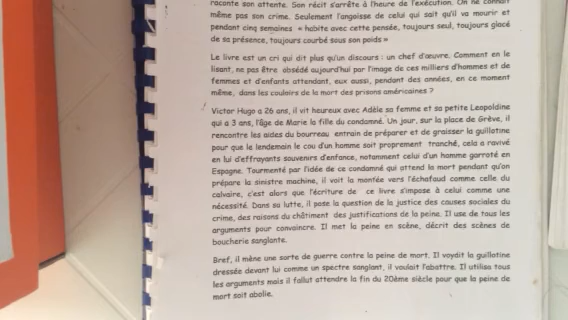 raconte son attente. Son récit s'arrête à l'heure de l'exécution. On ne connaît
même pas son crime. Seulement l'angoisse de celui qui sait qu'il va mourir et
pendant cinq semaines « habite avec cette pensée, toujours seul, toujours glacé
de sa présence, toujours courbé sous son poids »
Le livre est un cri qui dit plus qu'un discours : un chef d'œuvre. Comment en le
lisant, ne pas être obsédé aujourd'hui par l'image de ces milliers d'hommes et de
femmes et d'enfants attendant, eux aussi, pendant des années, en ce moment
même, dans les couloirs de la mort des prisons américaines ?
Victor Hugo a 26 ans, il vit heureux avec Adèle sa femme et sa petite Leopoldine
qui a 3 ans, l'âge de Marie la fille du condamné. Un jour, sur la place de Grève, il
rencontre les aides du bourreau entrain de préparer et de graisser la guillotine
pour que le lendemain le cou d'un homme soit proprement tranché, cela a ravivé
en lui d'effrayants souvenirs d'enfance, notamment celui d'un homme garroté en
Espagne. Tourmenté par l'idée de ce condamné qui attend la mort pendant qu'on
prépare la sinistre machine, il voit la montée vers l'échafaud comme celle du
calvaire, c'est alors que l'écriture de ce livre s'impose à celui comme une
nécessité. Dans sa lutte, il pose la question de la justice des causes sociales du
crime, des raisons du châtiment des justifications de la peine. Il use de tous les
arguments pour convaincre. Il met la peine en scène, décrit des scènes de
boucherie sanglante.
Bref, il mène une sorte de guerre contre la peine de mort. Il voydit la guillotine
dressée devant lui comme un spectre sanglant, il voulait l'abattre. Il utilisa tous
les arguments mais il fallut attendre la fin du 20ème siècle pour que la peine de
mort soit abolie.